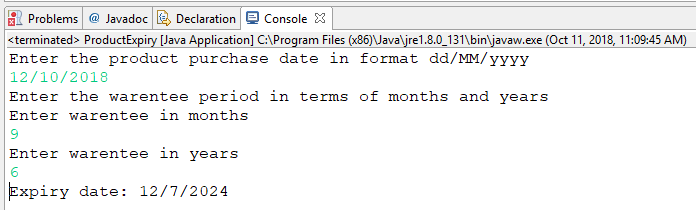 Problems @ Javadoc Declaration Console
<terminated> ProductExpiry [Java Application] C:\Program Files (x86)\Java\jre1.8.0_131\bin\javaw.exe (Oct 11, 2018, 11:09:45 AM)
Enter the product purchase date in format dd/MM/yyyy
12/10/2018
Enter the warentee period in terms of months and years
Enter warentee in months
9
Enter warentee in years
6
Expiry date: 12/7/2024